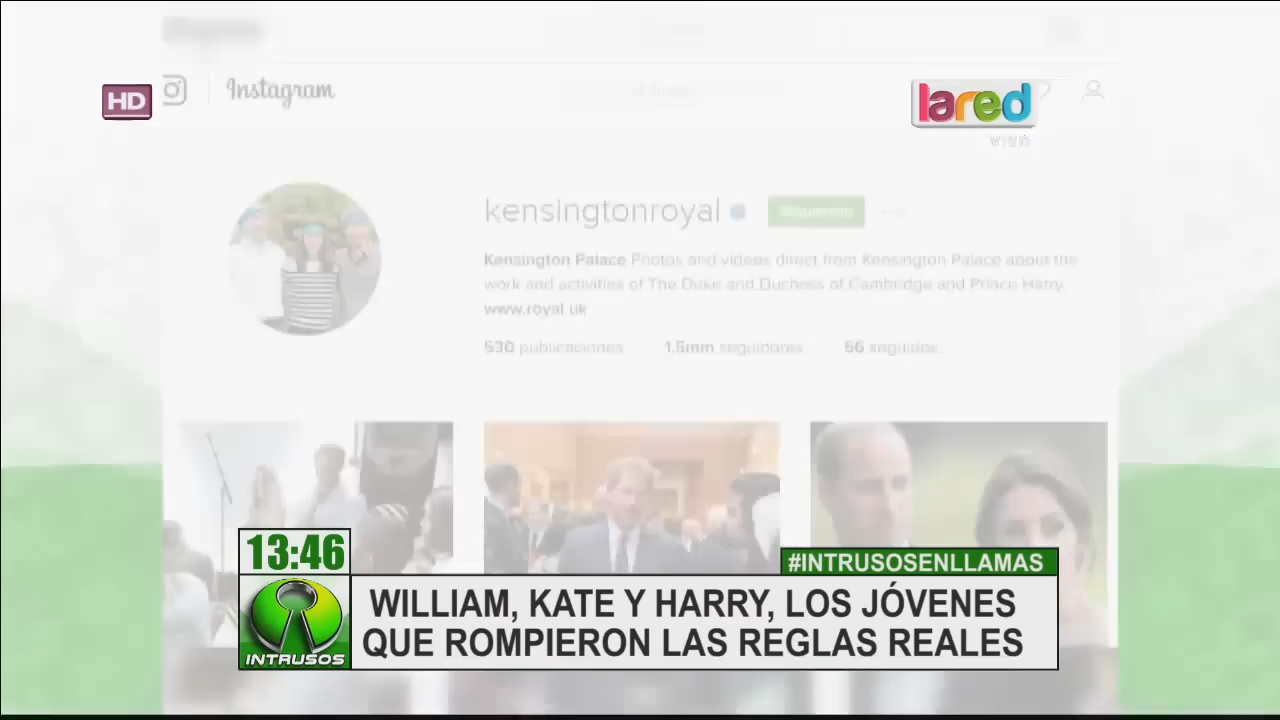 HD
Instagram
lared
VIVO
kensingtonroyal
Kensington Palace Photos and videos direct from Kensington Palace about the
work and activities of The Duke and Duchess of Cambridge and Prince Harry.
www.royal.uk
530 publicaciones 1,5mm seguidores 56 seguidos
13:46
#INTRUSOSENLLAMAS
WILLIAM, KATE Y HARRY, LOS JÓVENES
QUE ROMPIERON LAS REGLAS REALES
INTRUSOS